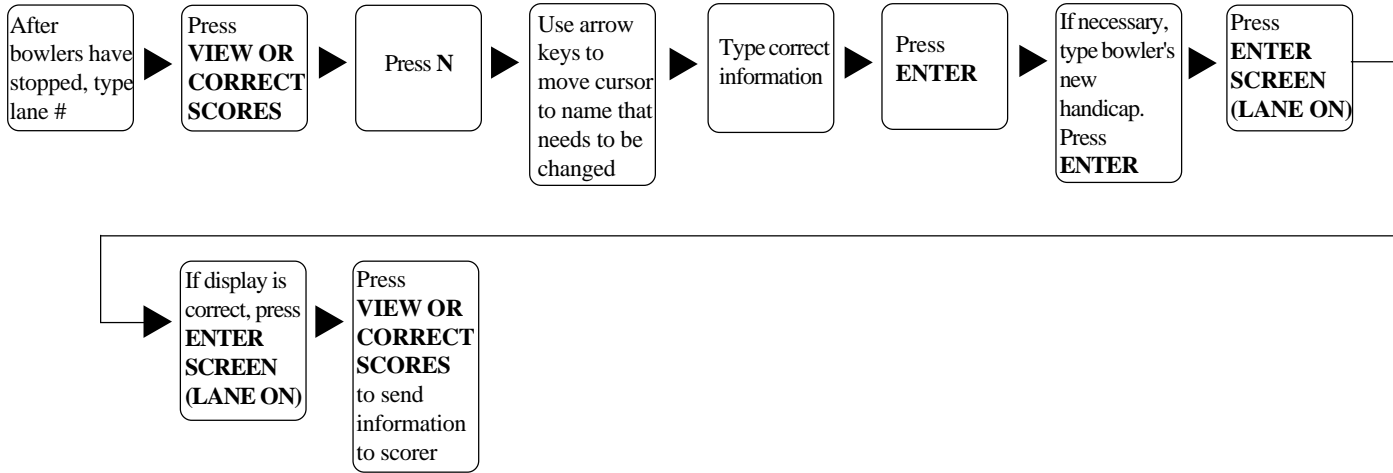 After
bowlers have
stopped, type
lane #
Press
VIEW OR
CORRECT
SCORES
Press N
Use arrow
keys to
move cursor
to name that
needs to be
changed
Type correct
information
Press
ENTER
If necessary,
type bowler's
new
handicap.
Press
ENTER
Press
ENTER
SCREEN
(LANE ON)
If display is
correct, press
ENTER
SCREEN
(LANE ON)
Press
VIEW OR
CORRECT
SCORES
to send
information
to scorer